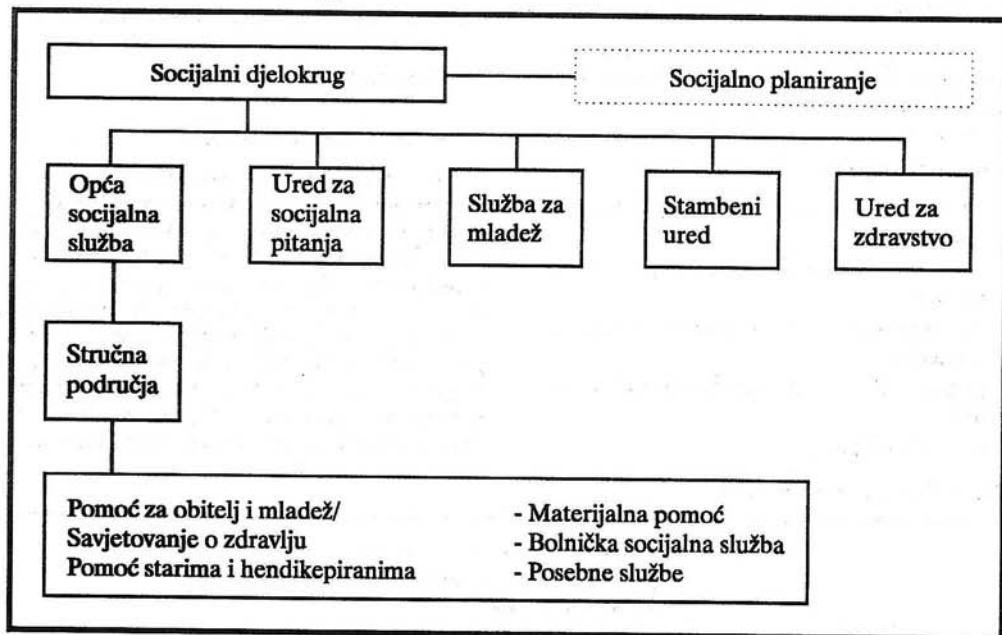 Socijalni djelokrug
Socijalno planiranje
Opća
socijalna
služba
Ured za
socijalna
pitanja
Služba za
mladež
Stambeni
ured
Ured za
zdravstvo
Stručna
područja
Pomoć za obitelj i mladež/
Savjetovanje o zdravlju
Pomoć starima i hendikepiranima
- Materijalna pomoć
- Bolnička socijalna služba
- Posebne službe